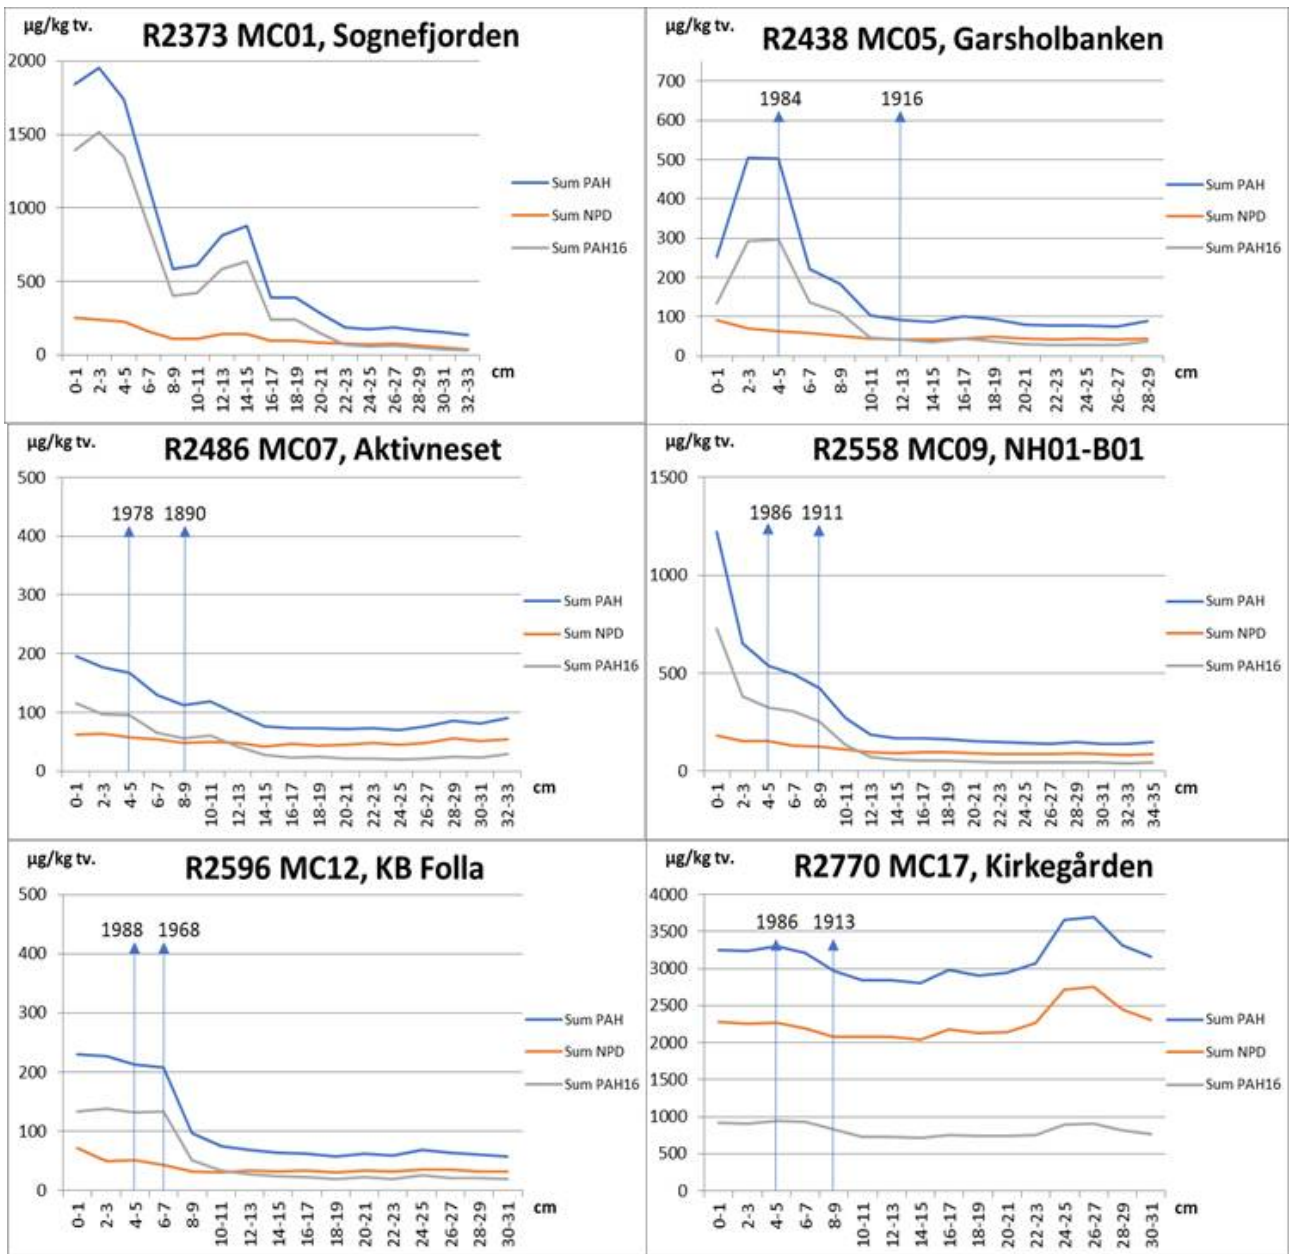 µg/kg tv.
R2373 MC01, Sognefjorden
2000
1500
1000
500
0
Sum PAH
Sum NPD
Sum PAH16
0-1 2-3 4-5 6-7 8-9 10-11 12-13 14-15 16-17 18-19 20-21 22-23 24-25 26-27 28-29 30-31 32-33
cm
µg/kg tv.
R2438 MC05, Garsholbanken
700
600
500
400
300
200
100
0
1984 1916
Sum PAH
Sum NPD
Sum PAH16
0-1 2-3 4-5 6-7 8-9 10-11 12-13 14-15 16-17 18-19 20-21 22-23 24-25 26-27 28-29
cm
µg/kg tv.
R2486 MC07, Aktivneset
500
400
300
200
100
0
1978 1890
Sum PAH
Sum NPD
Sum PAH16
0-1 2-3 4-5 6-7 8-9 10-11 12-13 14-15 16-17 18-19 20-21 22-23 24-25 26-27 28-29 30-31 32-33
cm
µg/kg tv.
R2558 MC09, NH01-B01
1500
1000
500
0
1986 1911
Sum PAH
Sum NPD
Sum PAH16
0-1 2-3 4-5 6-7 8-9 10-11 12-13 14-15 16-17 18-19 20-21 22-23 24-25 26-27 28-29 30-31 32-33 34-35
cm
µg/kg tv.
R2596 MC12, KB Folla
500
400
300
200
100
0
1988 1968
Sum PAH
Sum NPD
Sum PAH16
0-1 2-3 4-5 6-7 8-9 10-11 12-13 14-15 16-17 18-19 20-21 22-23 24-25 26-27 28-29 30-31
cm
µg/kg tv.
R2770 MC17, Kirkegården
4000
3500
3000
2500
2000
1500
1000
500
0
1986 1913
Sum PAH
Sum NPD
Sum PAH16
0-1 2-3 4-5 6-7 8-9 10-11 12-13 14-15 16-17 18-19 20-21 22-23 24-25 26-27 28-29 30-31
cm